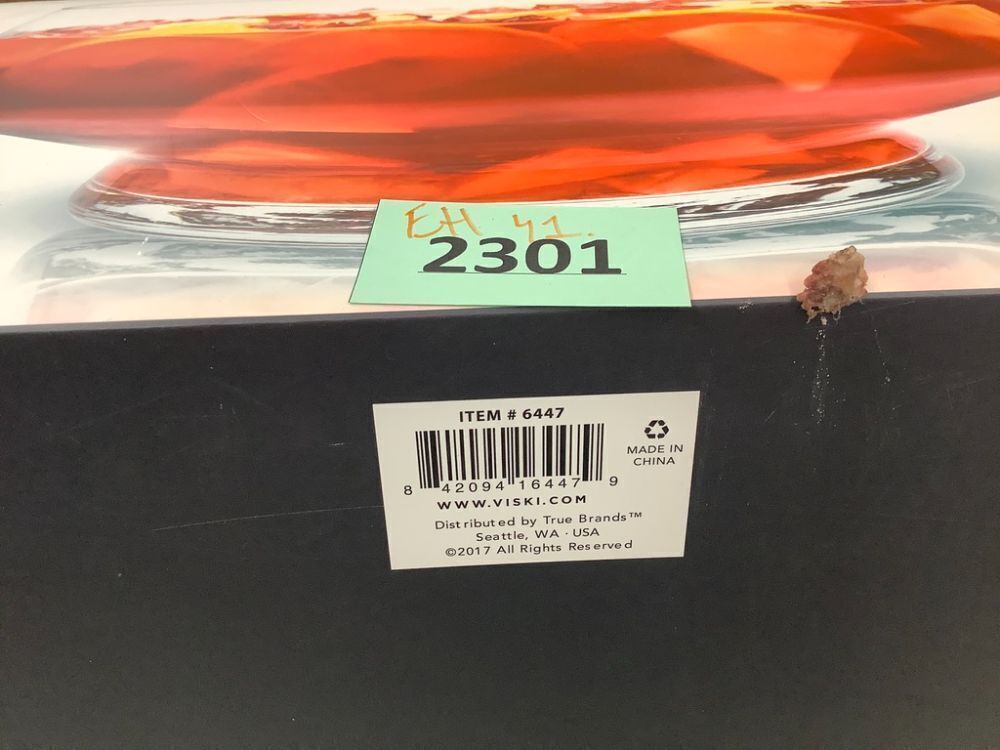 EH 41.
2301
ITEM # 6447
MADE IN
CHINA
8 42094 16447 9
WWW.VISKI.COM
Distributed by True Brands™
Seattle, WA · USA
©2017 All Rights Reserved